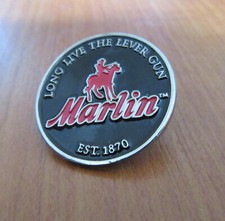 LONG LIVE THE LEVER GUN
Marlin™
EST. 1870